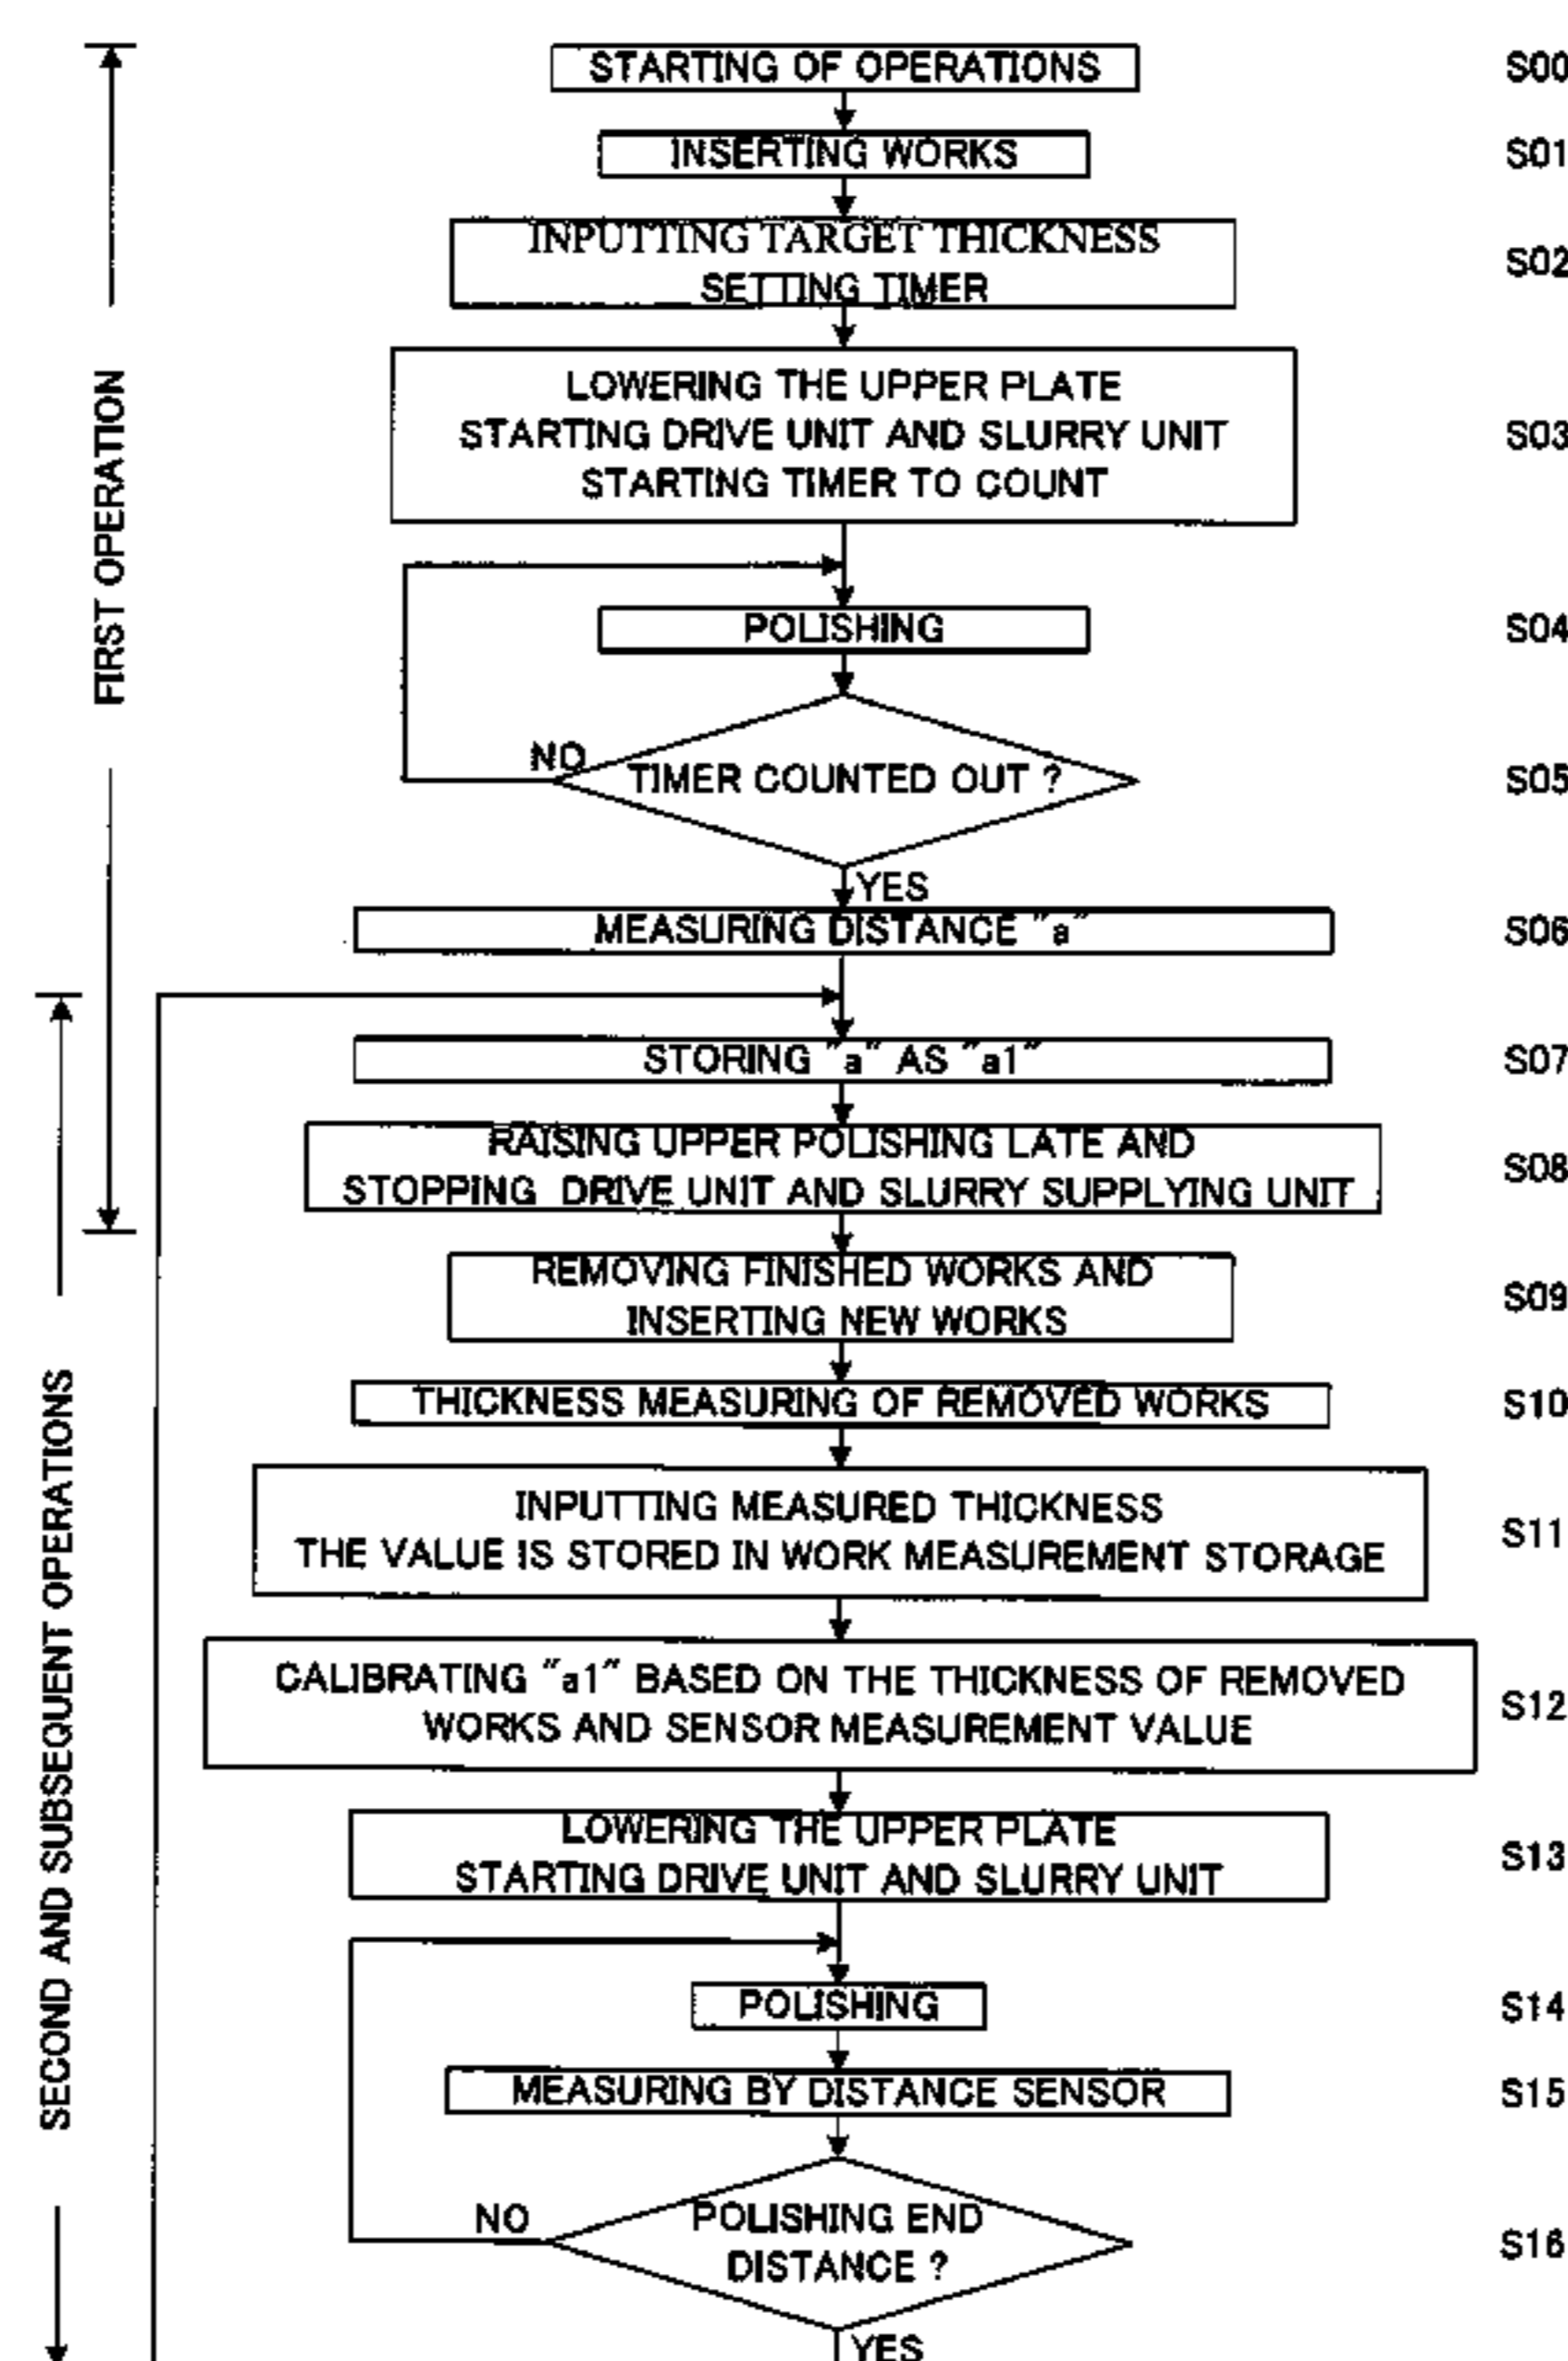 STARTING OF OPERATIONS
S00
INSERTING WORKS
S01
INPUTTING TARGET THICKNESS
SETTING TIMER
S02
LOWERING THE UPPER PLATE
STARTING DRIVE UNIT AND SLURRY UNIT
STARTING TIMER TO COUNT
S03
FIRST OPERATION
POLISHING
S04
NO
TIMER COUNTED OUT ?
S05
YES
MEASURING DISTANCE "a"
S06
STORING "a" AS "a1"
S07
RAISING UPPER POLISHING LATE AND
STOPPING DRIVE UNIT AND SLURRY SUPPLYING UNIT
S08
REMOVING FINISHED WORKS AND
INSERTING NEW WORKS
S09
THICKNESS MEASURING OF REMOVED WORKS
S10
INPUTTING MEASURED THICKNESS
THE VALUE IS STORED IN WORK MEASUREMENT STORAGE
S11
CALIBRATING "a1" BASED ON THE THICKNESS OF REMOVED
WORKS AND SENSOR MEASUREMENT VALUE
S12
SECOND AND SUBSEQUENT OPERATIONS
LOWERING THE UPPER PLATE
STARTING DRIVE UNIT AND SLURRY UNIT
S13
POLISHING
S14
MEASURING BY DISTANCE SENSOR
S15
NO
POLISHING END
DISTANCE ?
S16
YES